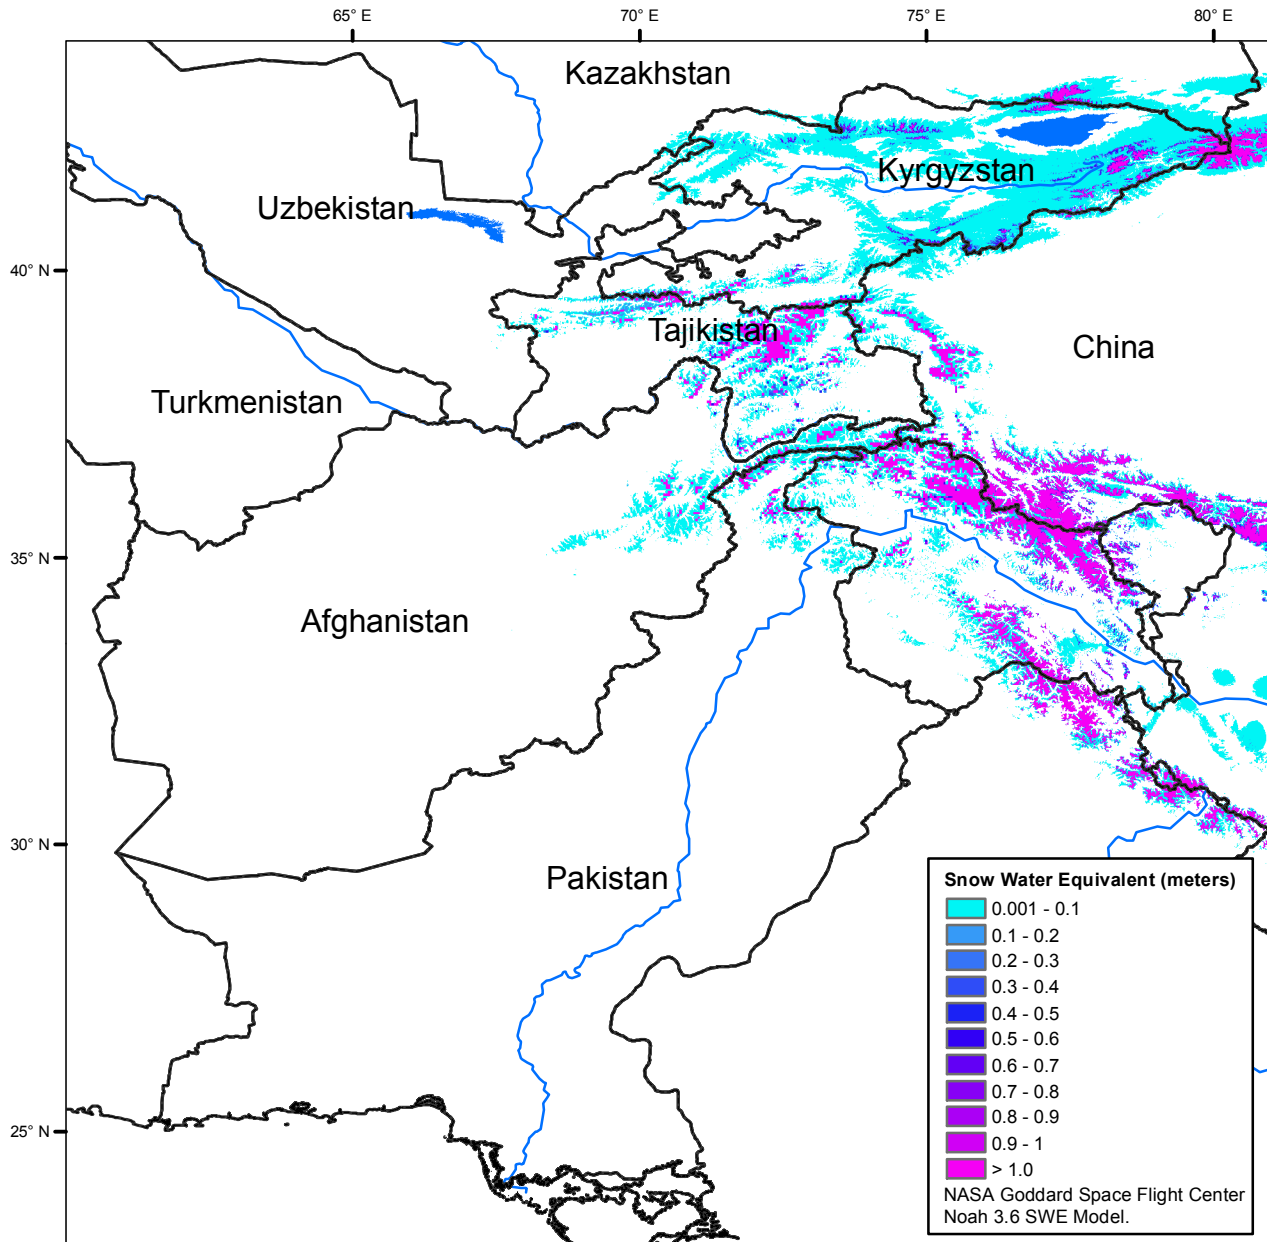 65° E
70° E
75° E
80° E
Kazakhstan
Kyrgyzstan
Uzbekistan
40° N
Tajikistan
China
Turkmenistan
35° N
Afghanistan
30° N
Pakistan
25° N
Snow Water Equivalent (meters)
0.001 - 0.1
0.1 - 0.2
0.2 - 0.3
0.3 - 0.4
0.4 - 0.5
0.5 - 0.6
0.6 - 0.7
0.7 - 0.8
0.8 - 0.9
0.9 - 1
> 1.0
NASA Goddard Space Flight Center
Noah 3.6 SWE Model.